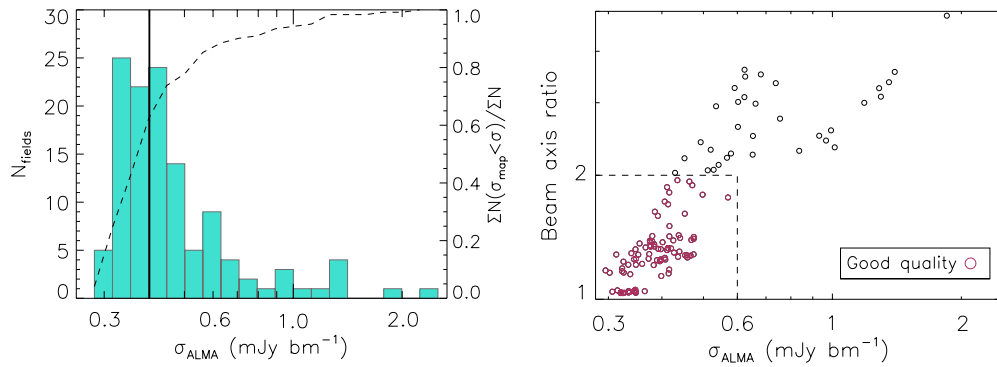 30
25
20
15
10
5
0
N_fields
1.0
0.8
0.6
0.4
0.2
0.0
ΣN(σ_map<σ)/ΣN
0.3 0.6 1.0 2.0
σ_ALMA (mJy bm⁻¹)
Beam axis ratio
2
1
Good quality
0.3 0.6 1 2
σ_ALMA (mJy bm⁻¹)